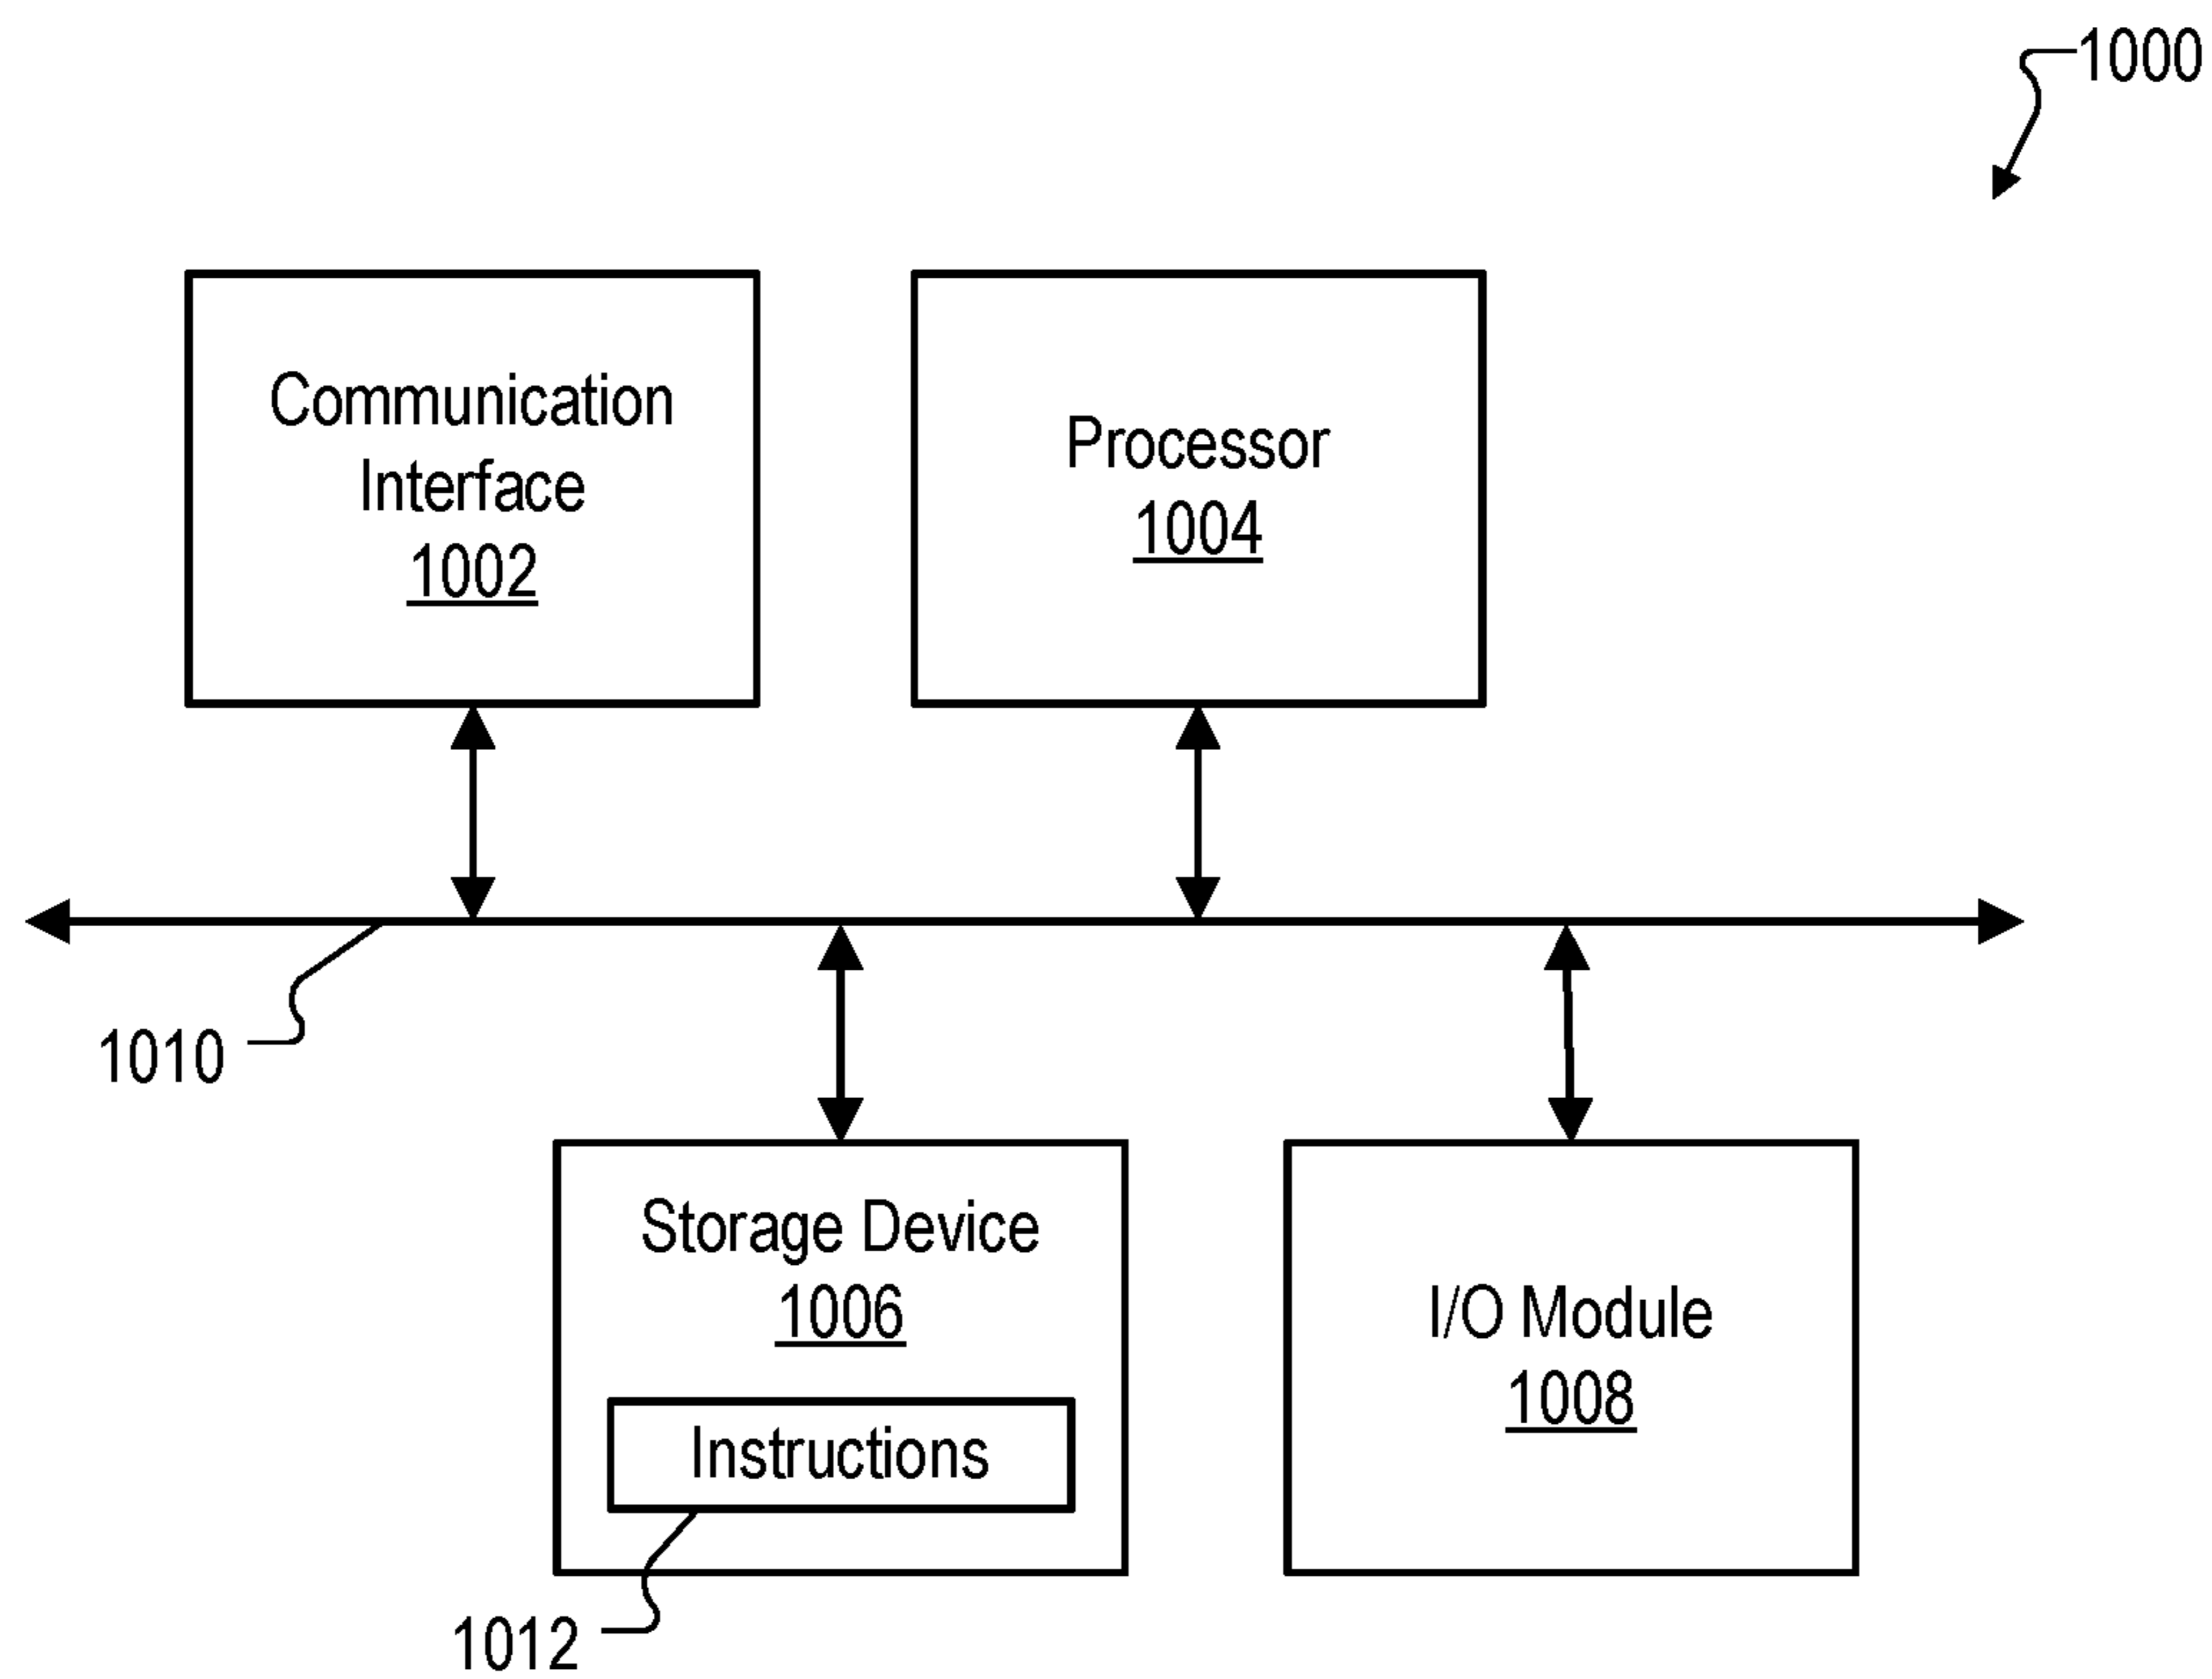 1000
Communication
Interface
1002
Processor
1004
1010
Storage Device
1006
Instructions
1012
I/O Module
1008